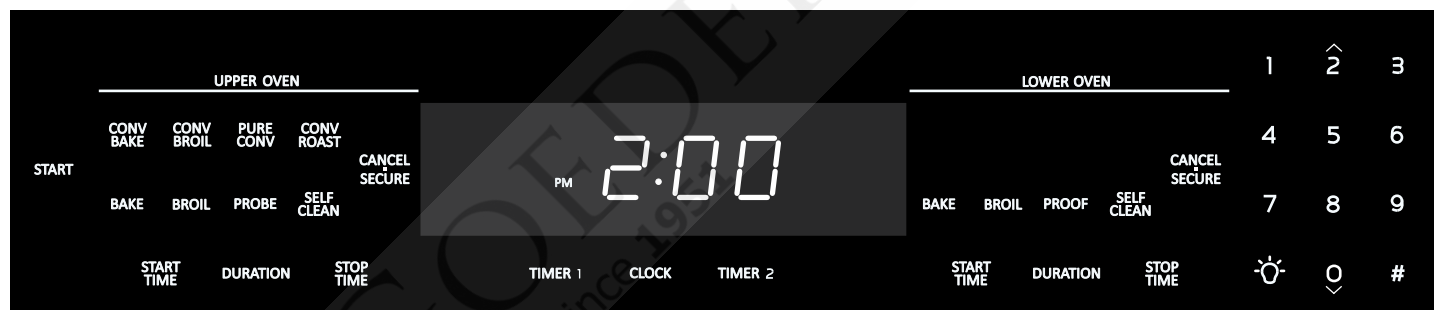 UPPER OVEN
LOWER OVEN
1 2 3
CONV BAKE
CONV BROIL
PURE CONV
CONV ROAST
4 5 6
START
CANCEL
SECURE
PM 2:00
CANCEL
SECURE
BAKE BROIL PROBE
SELF CLEAN
BAKE BROIL PROOF
SELF CLEAN
7 8 9
START TIME
DURATION
STOP TIME
TIMER 1 CLOCK TIMER 2
START TIME
DURATION
STOP TIME
0 #
since 1951